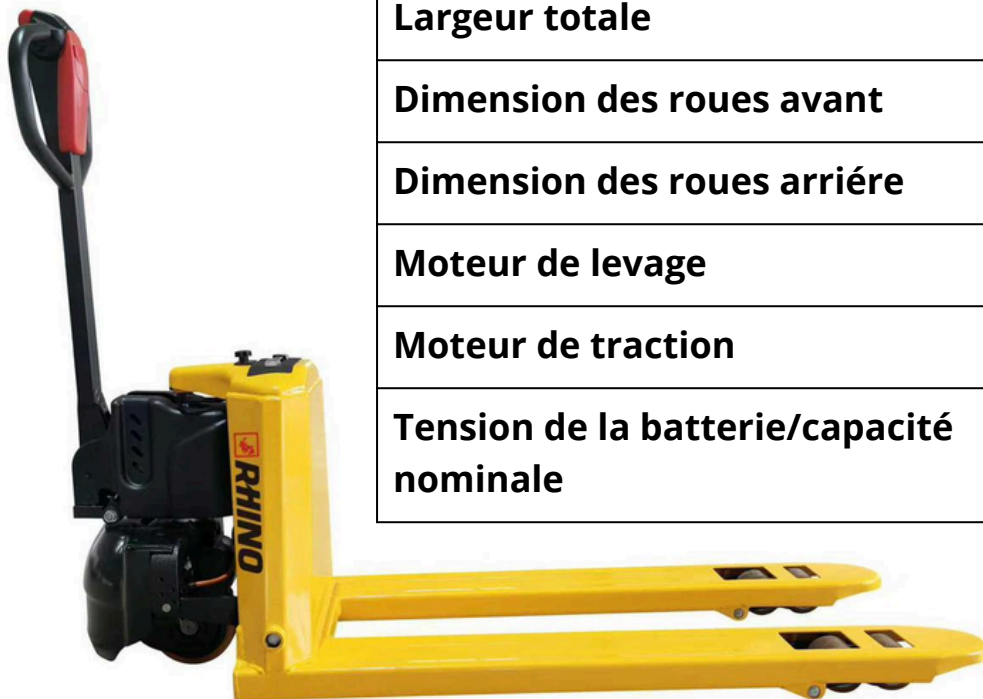 Largeur totale
Dimension des roues avant
Dimension des roues arriére
Moteur de levage
Moteur de traction
Tension de la batterie/capacité
nominale
RHINO